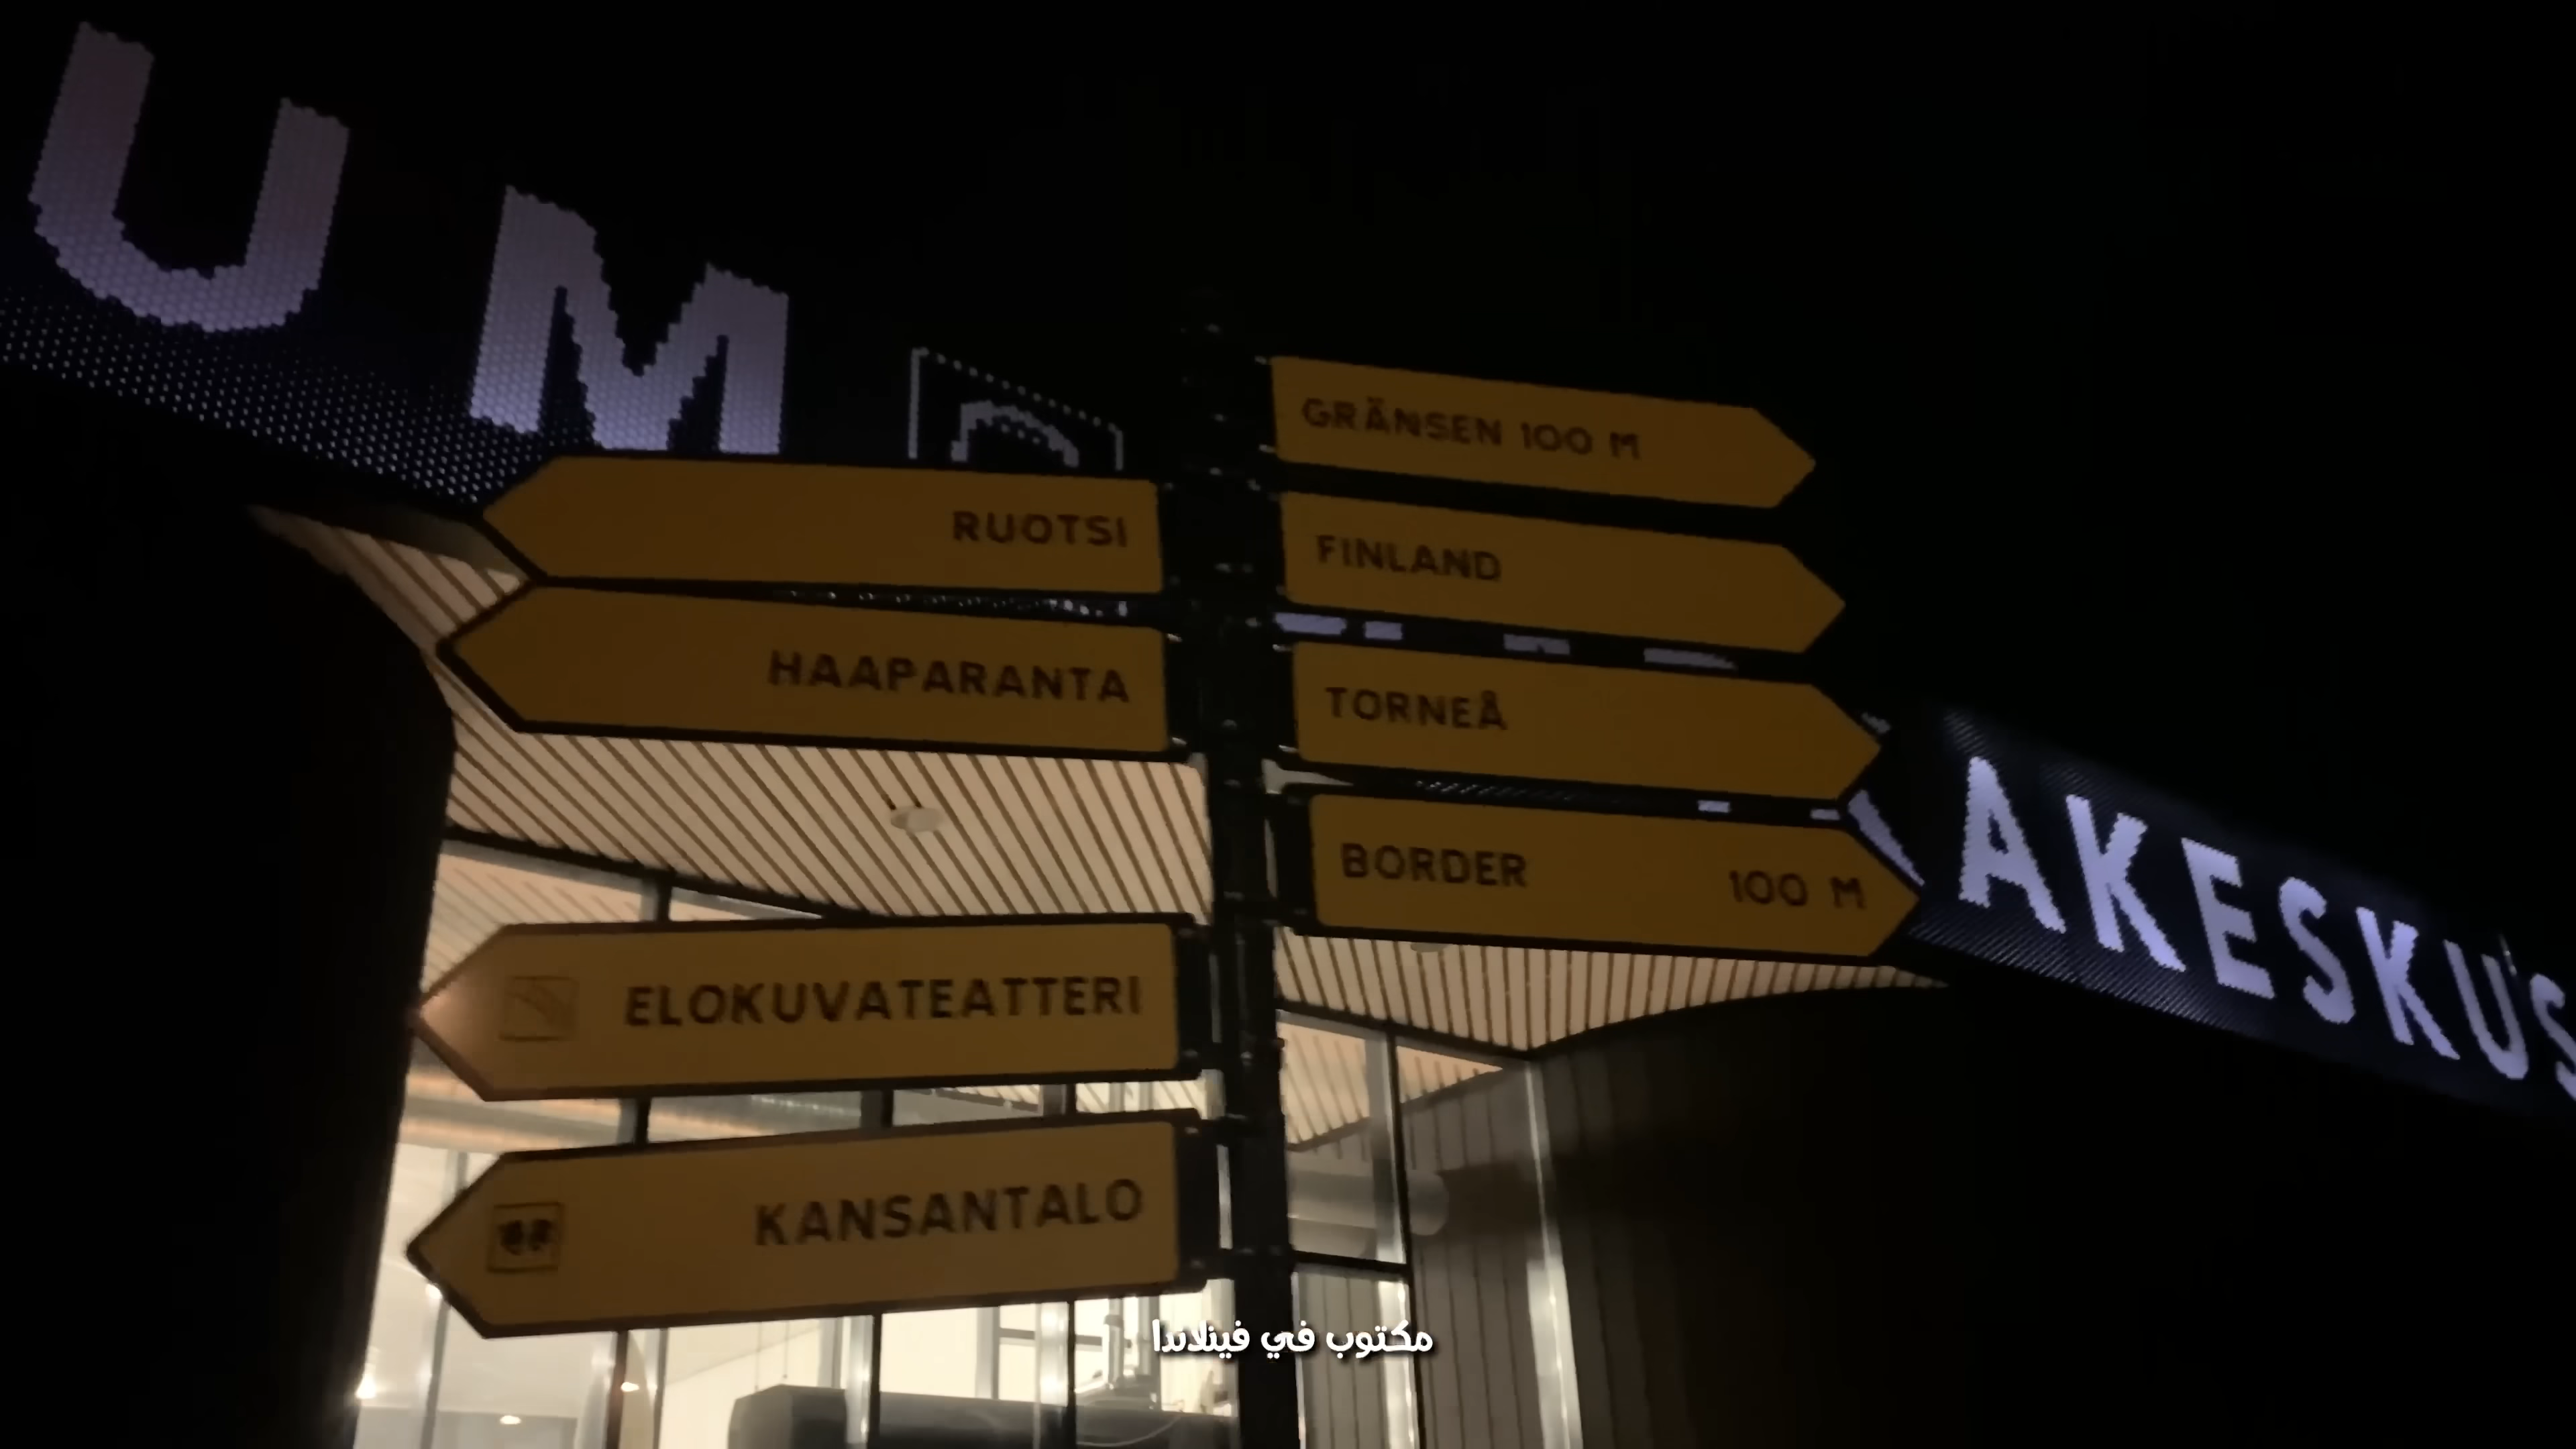 UM
GRÄNSEN 100 M
RUOTSI
FINLAND
HAAPARANTA
TORNEÅ
BORDER 100 M
AKESKUS
ELOKUVATEATTERI
KANSANTALO
مكتوب في فينلاندا